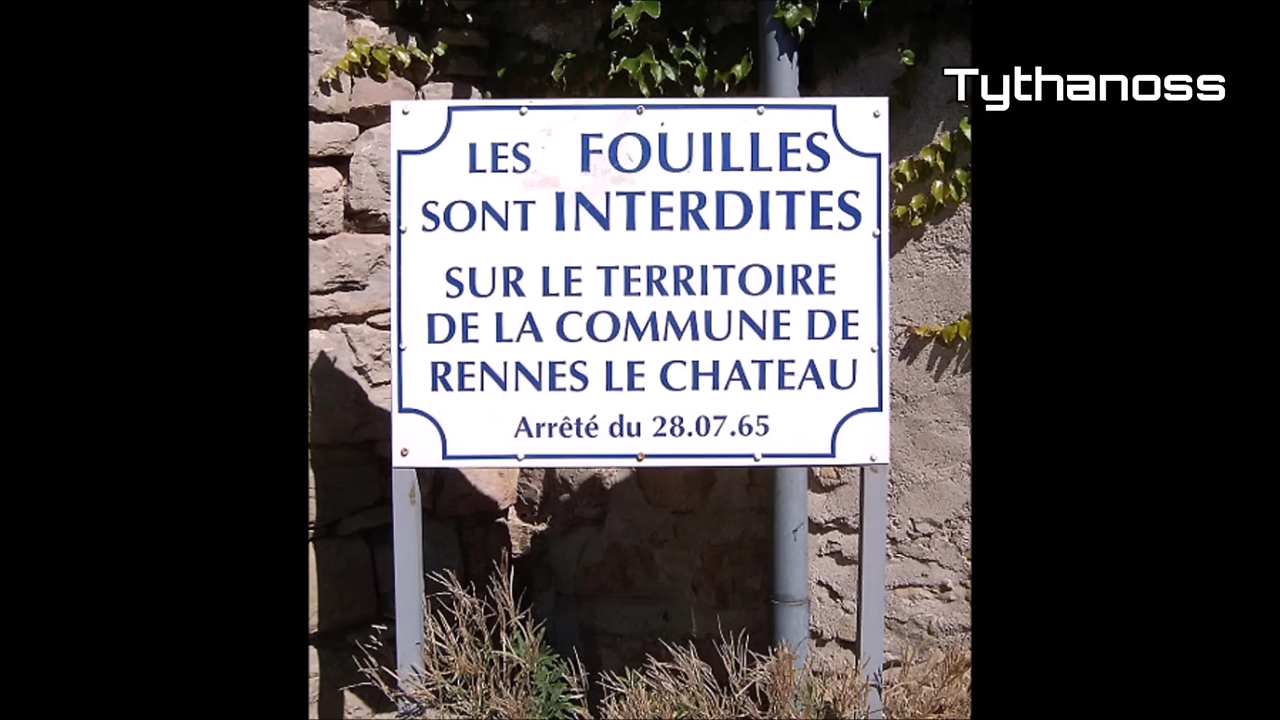 Tythanoss
LES FOUILLES
SONT INTERDITES
SUR LE TERRITOIRE
DE LA COMMUNE DE
RENNES LE CHATEAU
Arrêté du 28.07.65